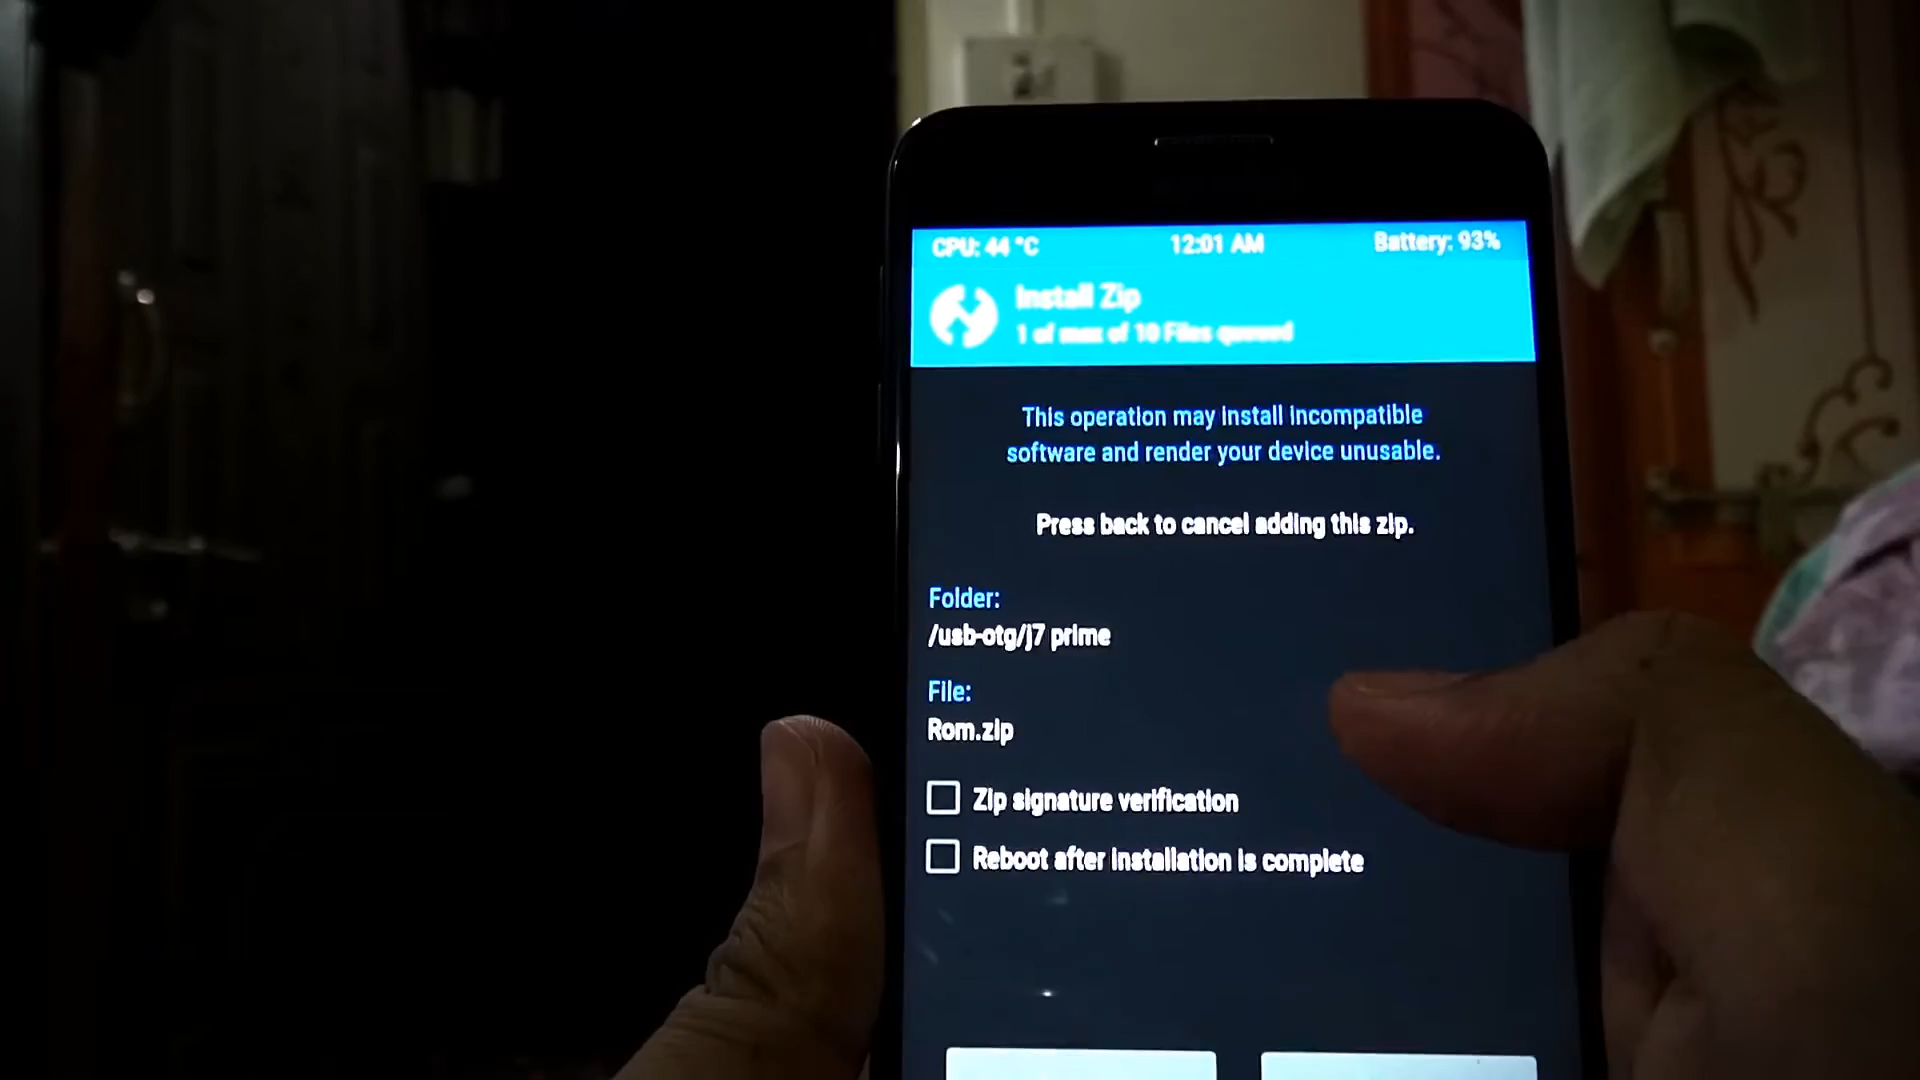 CPU: 44 °C
12:01 AM
Battery: 93%
Install Zip
1 of max of 10 Files queued
This operation may install incompatible
software and render your device unusable.
Press back to cancel adding this zip.
Folder:
/usb-otg/j7 prime
File:
Rom.zip
Zip signature verification
Reboot after installation is complete